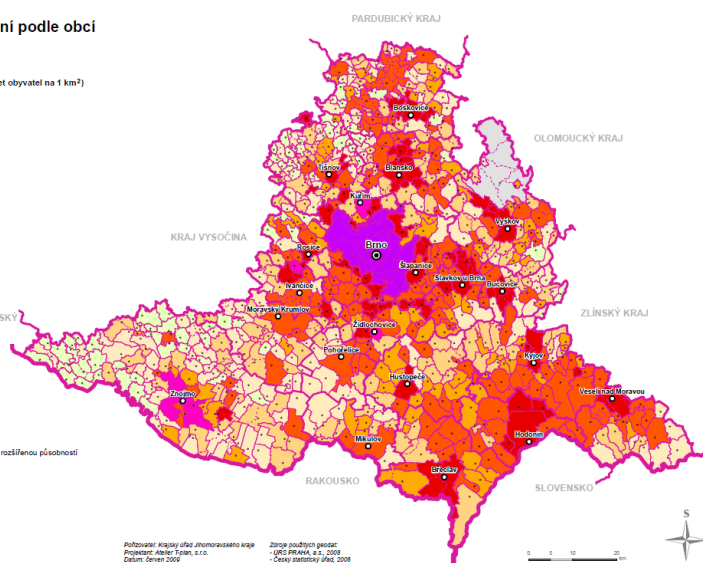 PARDUBICKÝ KRAJ
ní podle obcí
et obyvatel na 1 km²)
Boskovice
OLOMOUCKÝ KRAJ
Tišnov
Blansko
Kuřim
Vyškov
KRAJ VYSOČINA
Brno
Rosice
Šlapanice
Ivančice
Slavkov u Brna
Bučovice
Moravský Krumlov
ZLÍNSKÝ KRAJ
SKÝ
Židlochovice
Pohořelice
Kyjov
Hustopeče
Znojmo
Veselí nad Moravou
Mikulov
Hodonín
rozšířenou působností
Břeclav
RAKOUSKO
SLOVENSKO
S
Pořizovatel: Krajský úřad Jihomoravského kraje
Projektant: Atelier T-plan, s.r.o.
Datum: červen 2009
Zdroje použitých geodat:
- ÚRS PRAHA, a.s., 2008
- Český statistický úřad, 2008
0 5 10 20
km